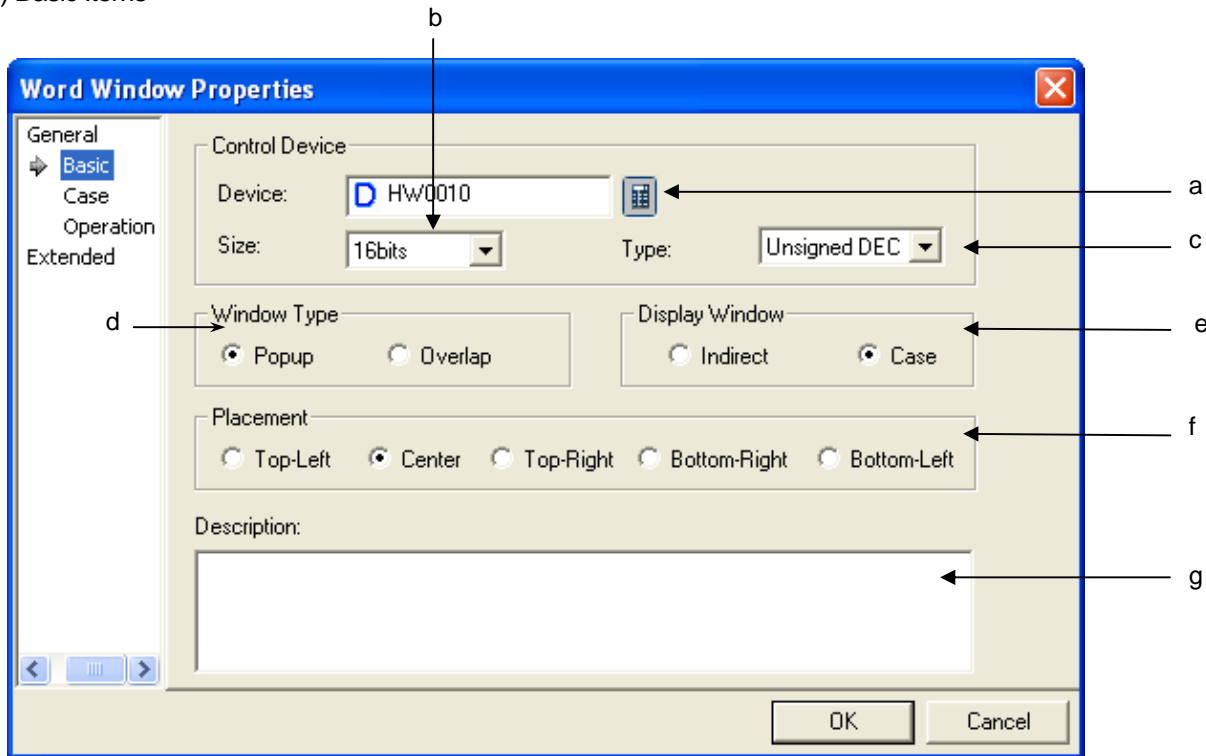 ) Basic items
b
Word Window Properties
General
Basic
Case
Operation
Extended
Control Device
Device:
D HW0010
a
Size:
16bits
Type:
Unsigned DEC
c
d
Window Type
Popup
Overlap
Display Window
Indirect
Case
e
Placement
Top-Left
Center
Top-Right
Bottom-Right
Bottom-Left
f
Description:
g
OK
Cancel